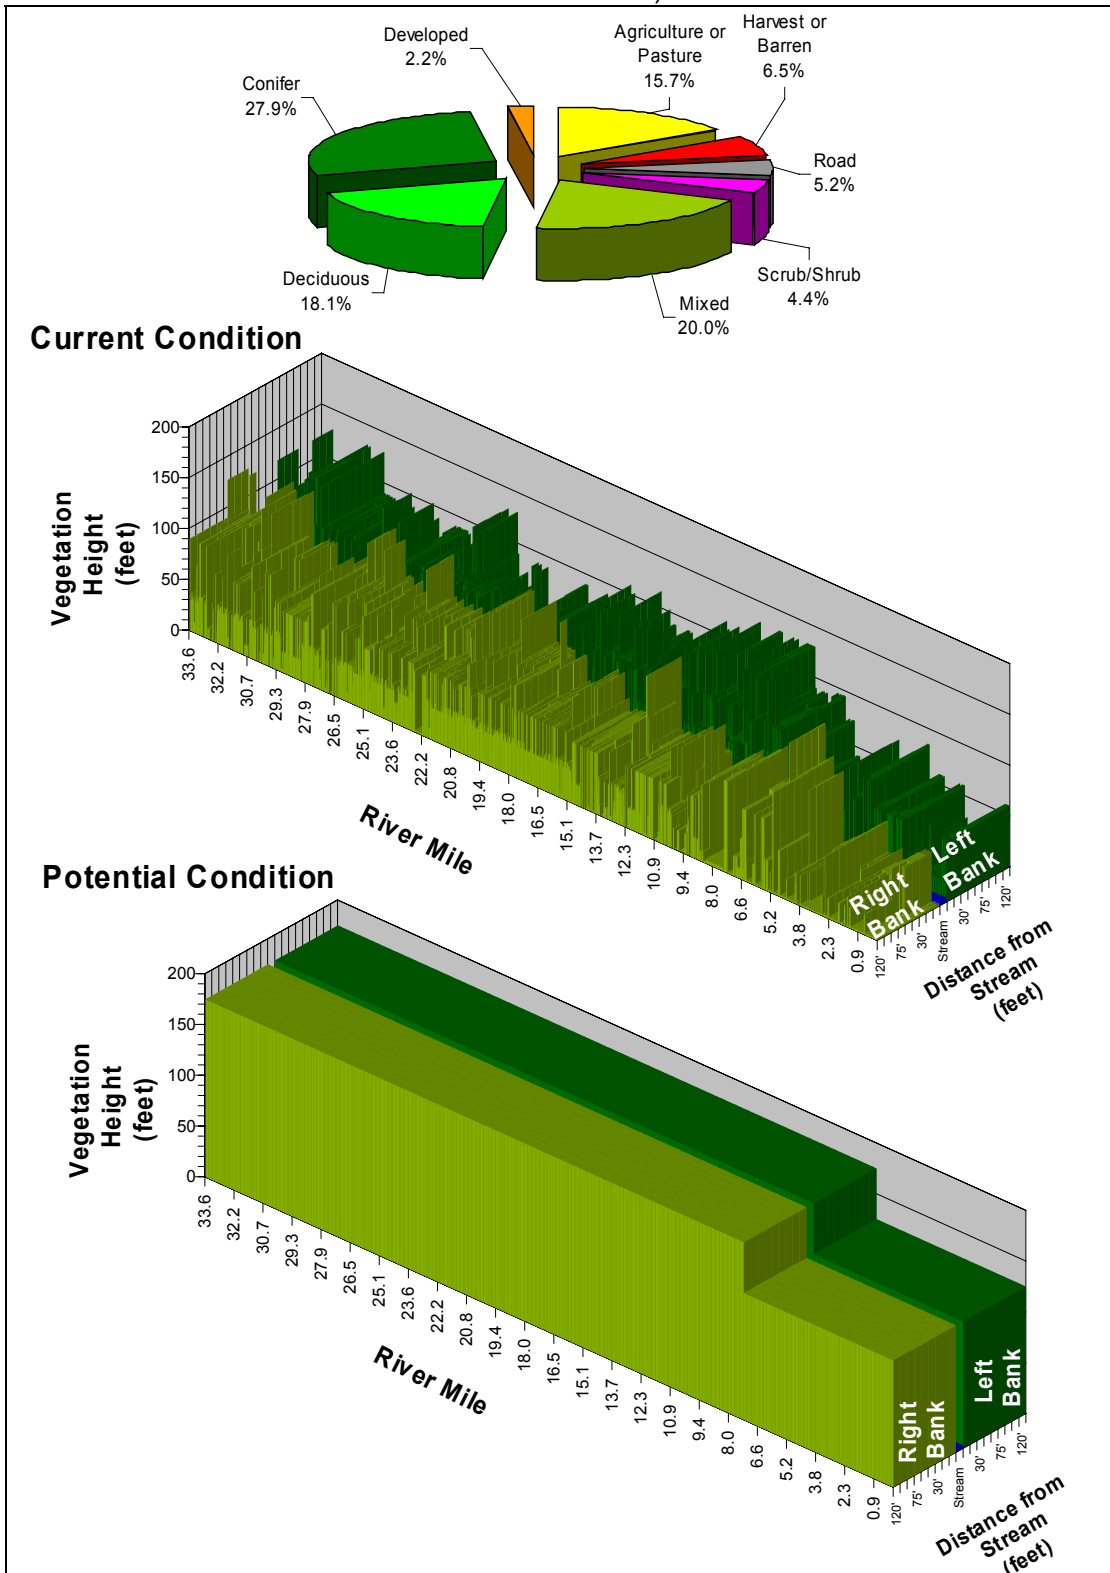 Developed
2.2%
Agriculture or
Pasture
15.7%
Harvest or
Barren
6.5%
Conifer
27.9%
Road
5.2%
Deciduous
18.1%
Scrub/Shrub
4.4%
Mixed
20.0%
Current Condition
Vegetation
Height
(feet)
200
150
100
50
0
33.6
32.2
30.7
29.3
27.9
26.5
25.1
23.6
22.2
20.8
19.4
18.0
16.5
15.1
13.7
12.3
10.9
9.4
8.0
6.6
5.2
3.8
2.3
0.9
River Mile
Right
Bank
Left
Bank
120'
75'
30'
Stream
30'
75'
120'
Distance from
Stream
(feet)
Potential Condition
Vegetation
Height
(feet)
200
150
100
50
0
33.6
32.2
30.7
29.3
27.9
26.5
25.1
23.6
22.2
20.8
19.4
18.0
16.5
15.1
13.7
12.3
10.9
9.4
8.0
6.6
5.2
3.8
2.3
0.9
River Mile
Right
Bank
Left
Bank
120'
75'
30'
Stream
30'
75'
120'
Distance from
Stream
(feet)